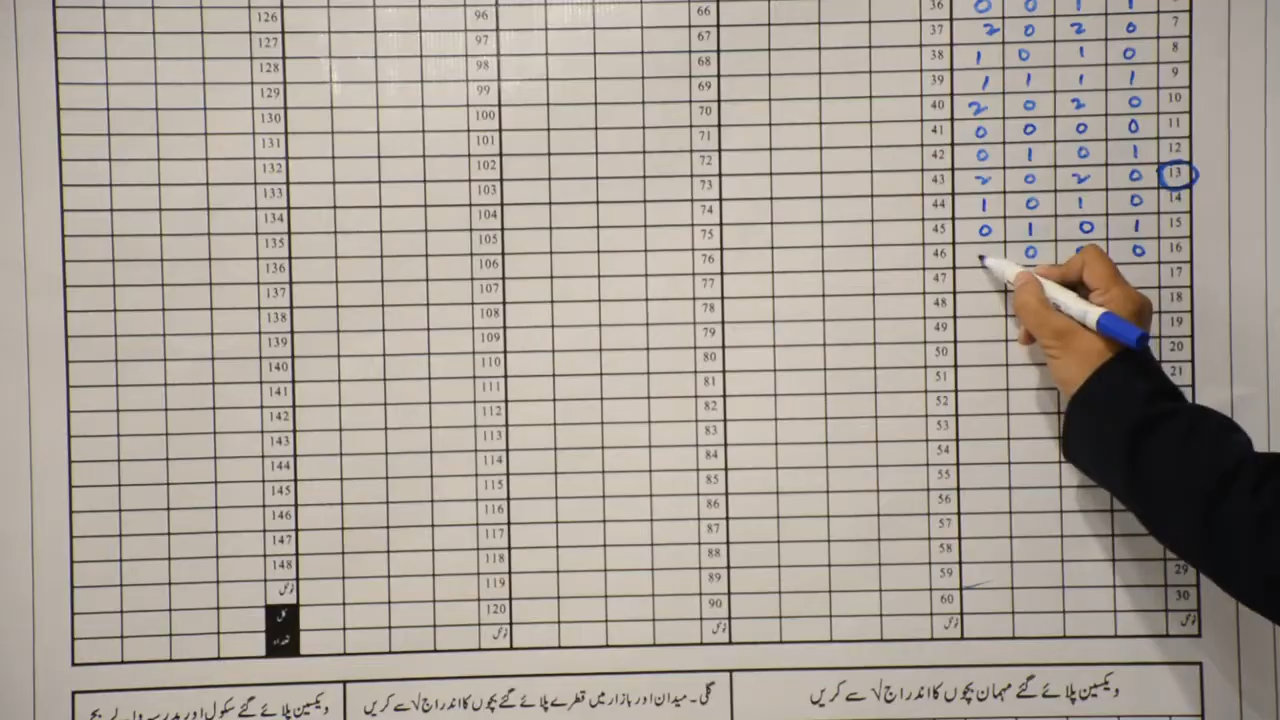 1 1 0 0 36 66 96 126
7 0 2 0 2 37 67 97 127
8 0 1 0 1 38 68 98 128
9 1 1 1 1 39 69 99 129
10 0 2 0 2 40 70 100 130
11 0 0 0 0 41 71 101 131
12 1 0 1 0 42 72 102 132
13 0 2 0 2 43 73 103 133
14 0 1 0 1 44 74 104 134
15 1 0 1 0 45 75 105 135
16 0 0 46 76 106 136
17 47 77 107 137
18 48 78 108 138
19 49 79 109 139
20 50 80 110 140
21 51 81 111 141
52 82 112 142
53 83 113 143
54 84 114 144
55 85 115 145
56 86 116 146
57 87 117 147
58 88 118 148
29 59 89 119 ٹوٹل
30 60 90 120 کل
ٹوٹل ٹوٹل ٹوٹل ٹوٹل تعداد
ویکسین پلائے گئے مہمان بچوں کا اندراج √ سے کریں
گلی۔ میدان اور بازار میں قطرے پلائے گئے بچوں کا اندراج √ سے کریں
ویکسین پلائے گئے سکول اور مدرسہ